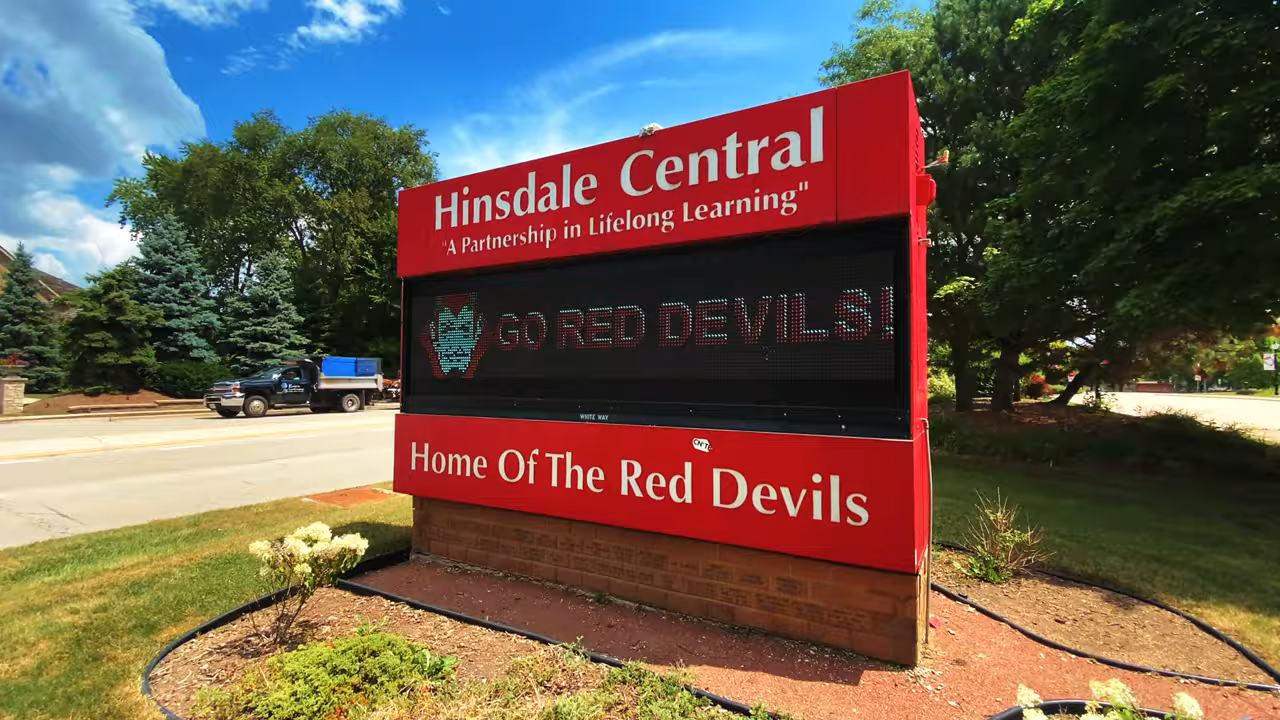 Hinsdale Central
"A Partnership in Lifelong Learning"
GO RED DEVILS!
WHITE WAY
Home Of The Red Devils